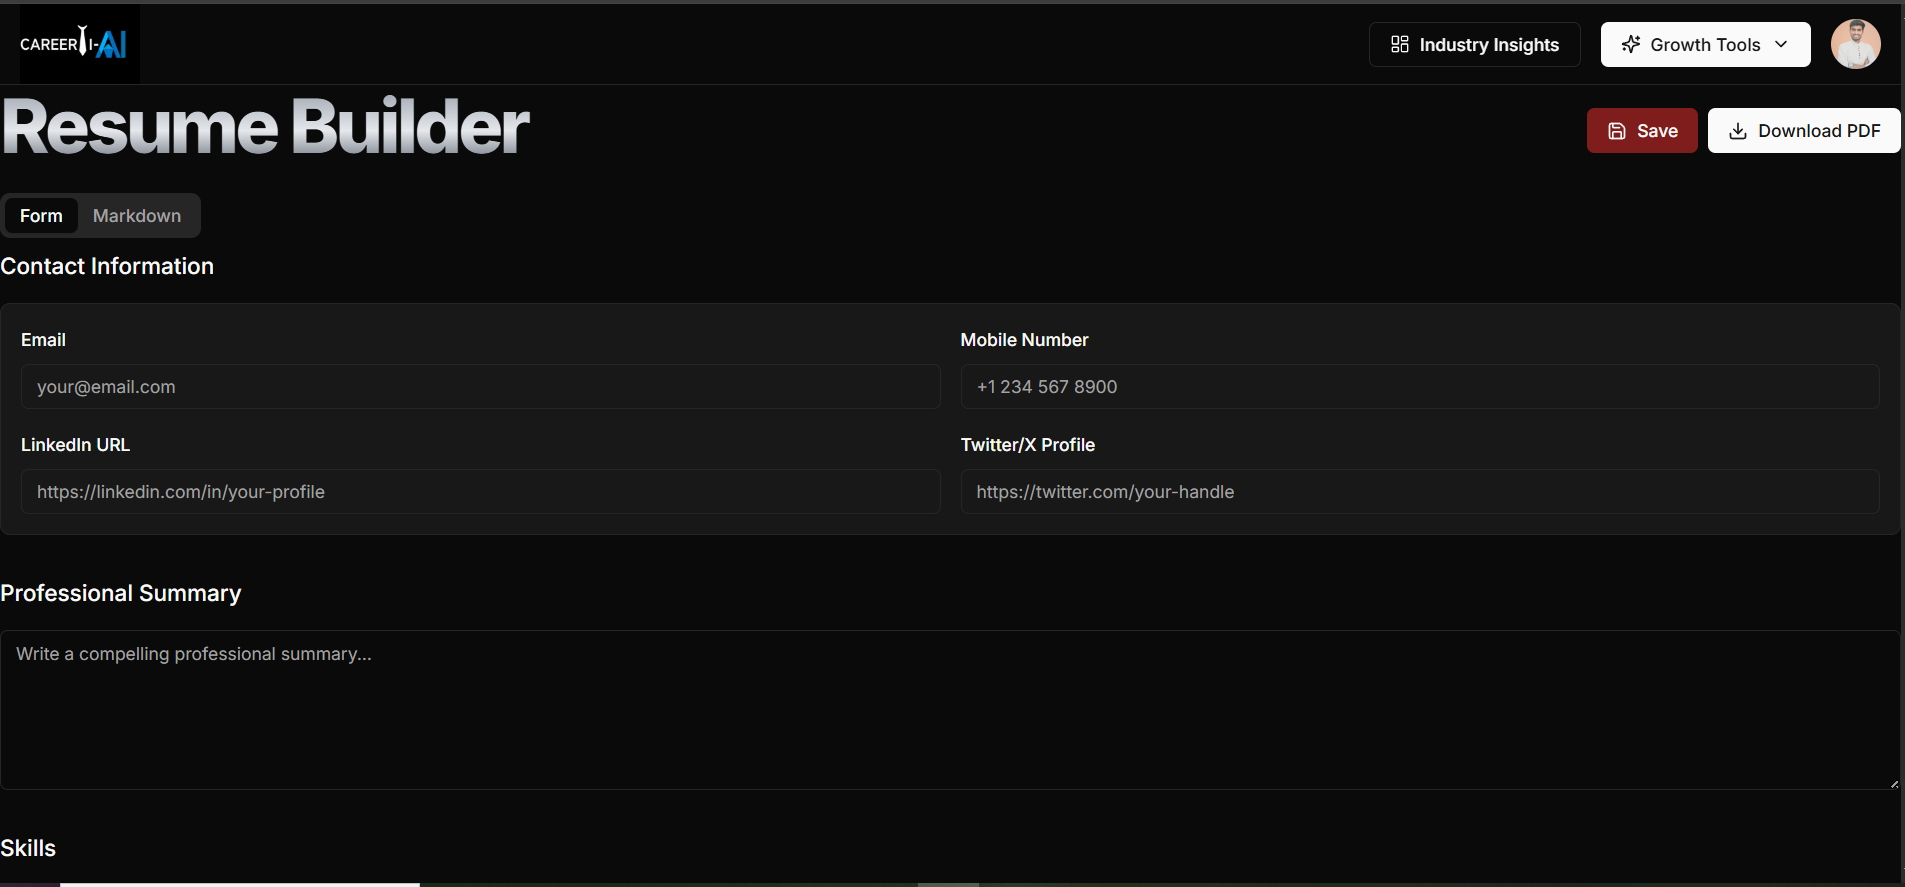 CAREERI-AI
Industry Insights
Growth Tools
Resume Builder
Save
Download PDF
Form
Markdown
Contact Information
Email
Mobile Number
your@email.com
+1 234 567 8900
LinkedIn URL
Twitter/X Profile
https://linkedin.com/in/your-profile
https://twitter.com/your-handle
Professional Summary
Write a compelling professional summary...
Skills